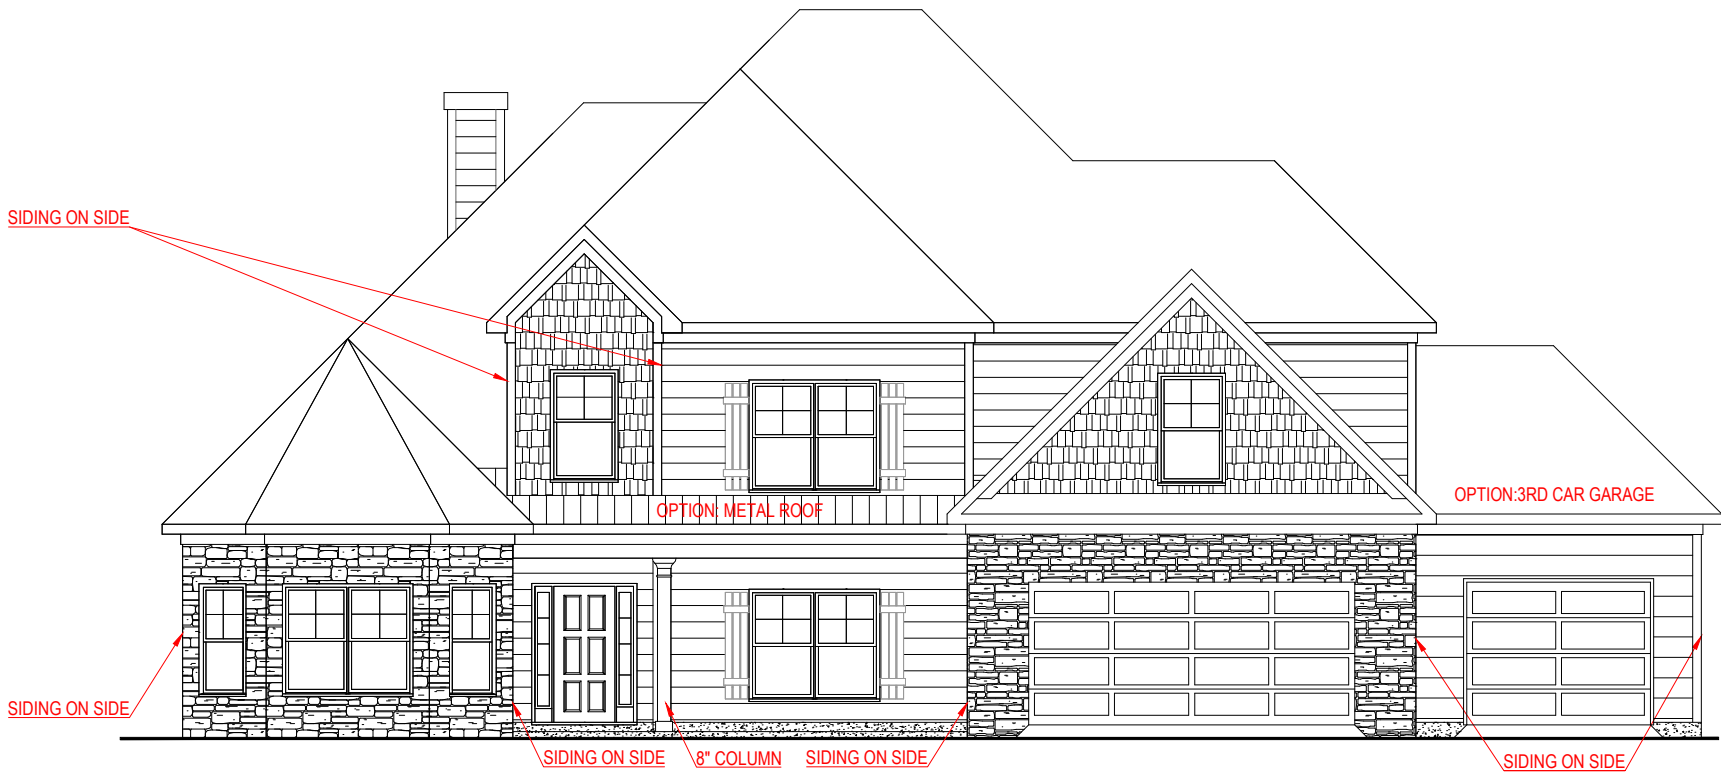 SIDING ON SIDE
OPTION: METAL ROOF
OPTION:3RD CAR GARAGE
SIDING ON SIDE
SIDING ON SIDE
8" COLUMN
SIDING ON SIDE
SIDING ON SIDE